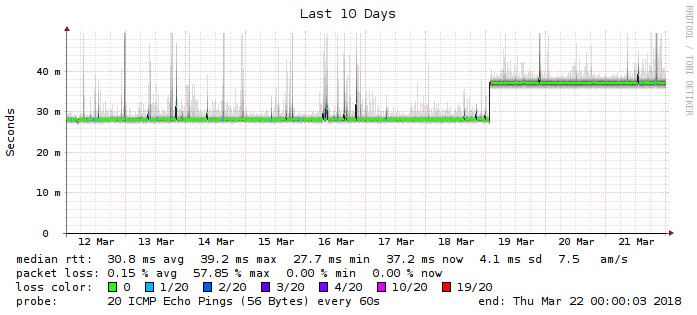 Last 10 Days
RRDTOOL / TOBI OETIKER
Seconds
40 m
30 m
20 m
10 m
0
12 Mar 13 Mar 14 Mar 15 Mar 16 Mar 17 Mar 18 Mar 19 Mar 20 Mar 21 Mar
median rtt: 30.8 ms avg 39.2 ms max 27.7 ms min 37.2 ms now 4.1 ms sd 7.5 am/s
packet loss: 0.15 % avg 57.85 % max 0.00 % min 0.00 % now
loss color: 0 1/20 2/20 3/20 4/20 10/20 19/20
probe: 20 ICMP Echo Pings (56 Bytes) every 60s end: Thu Mar 22 00:00:03 2018